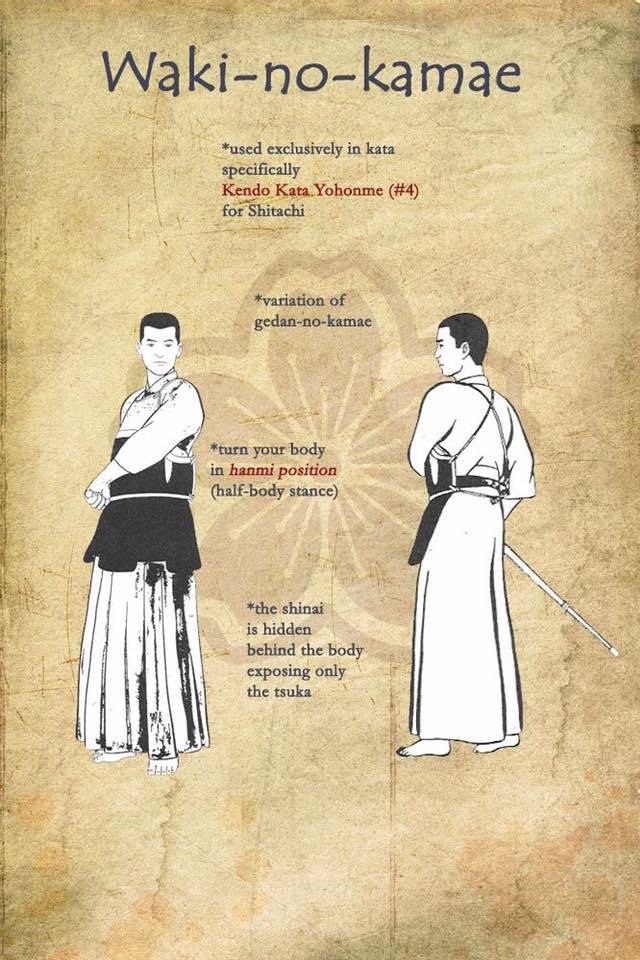 Waki-no-kamae
*used exclusively in kata
specifically
Kendo Kata Yohonme (#4)
for Shitachi
*variation of
gedan-no-kamae
*turn your body
in hanmi position
(half-body stance)
*the shinai
is hidden
behind the body
exposing only
the tsuka